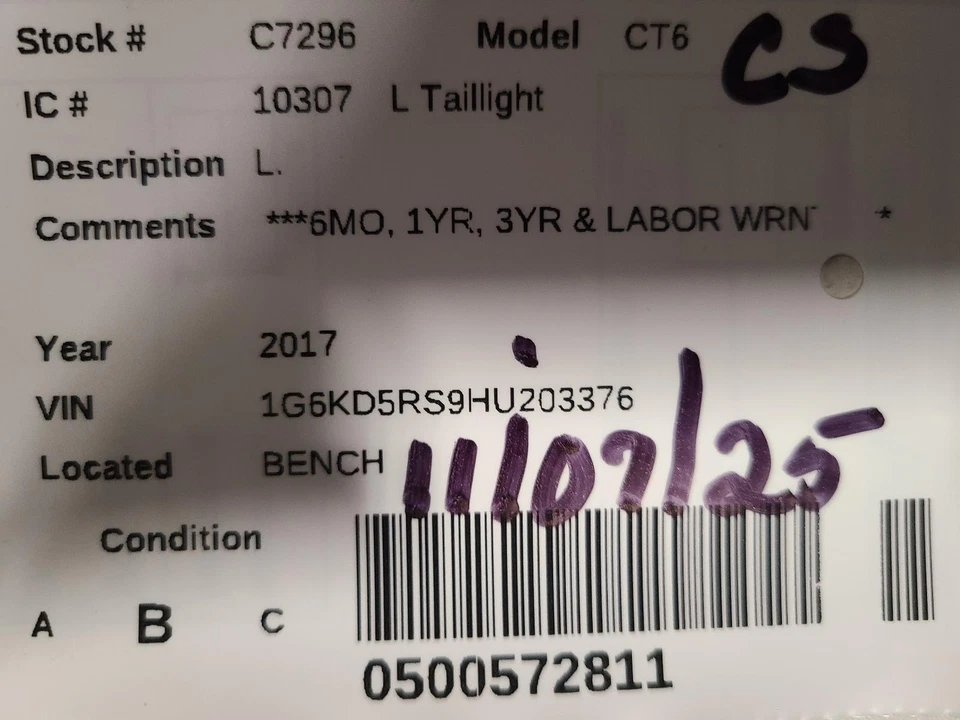 Stock # C7296 Model CT6 CS
IC # 10307 L Taillight
Description L.
Comments ***6MO, 1YR, 3YR & LABOR WRN *
Year 2017
VIN 1G6KD5RS9HU203376
Located BENCH
11/07/25
Condition
A B C
0500572811